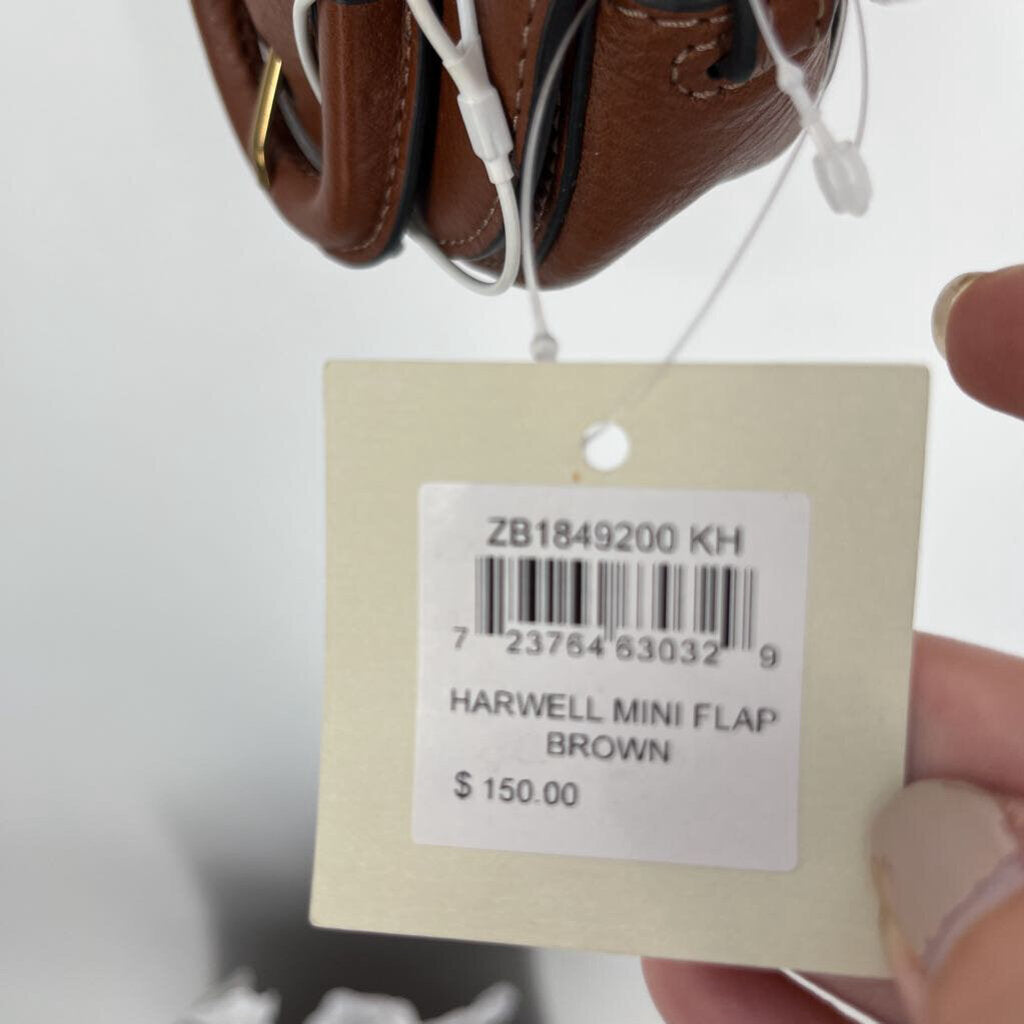 ZB1849200 KH
7 23764 63032 9
HARWELL MINI FLAP
BROWN
$ 150.00